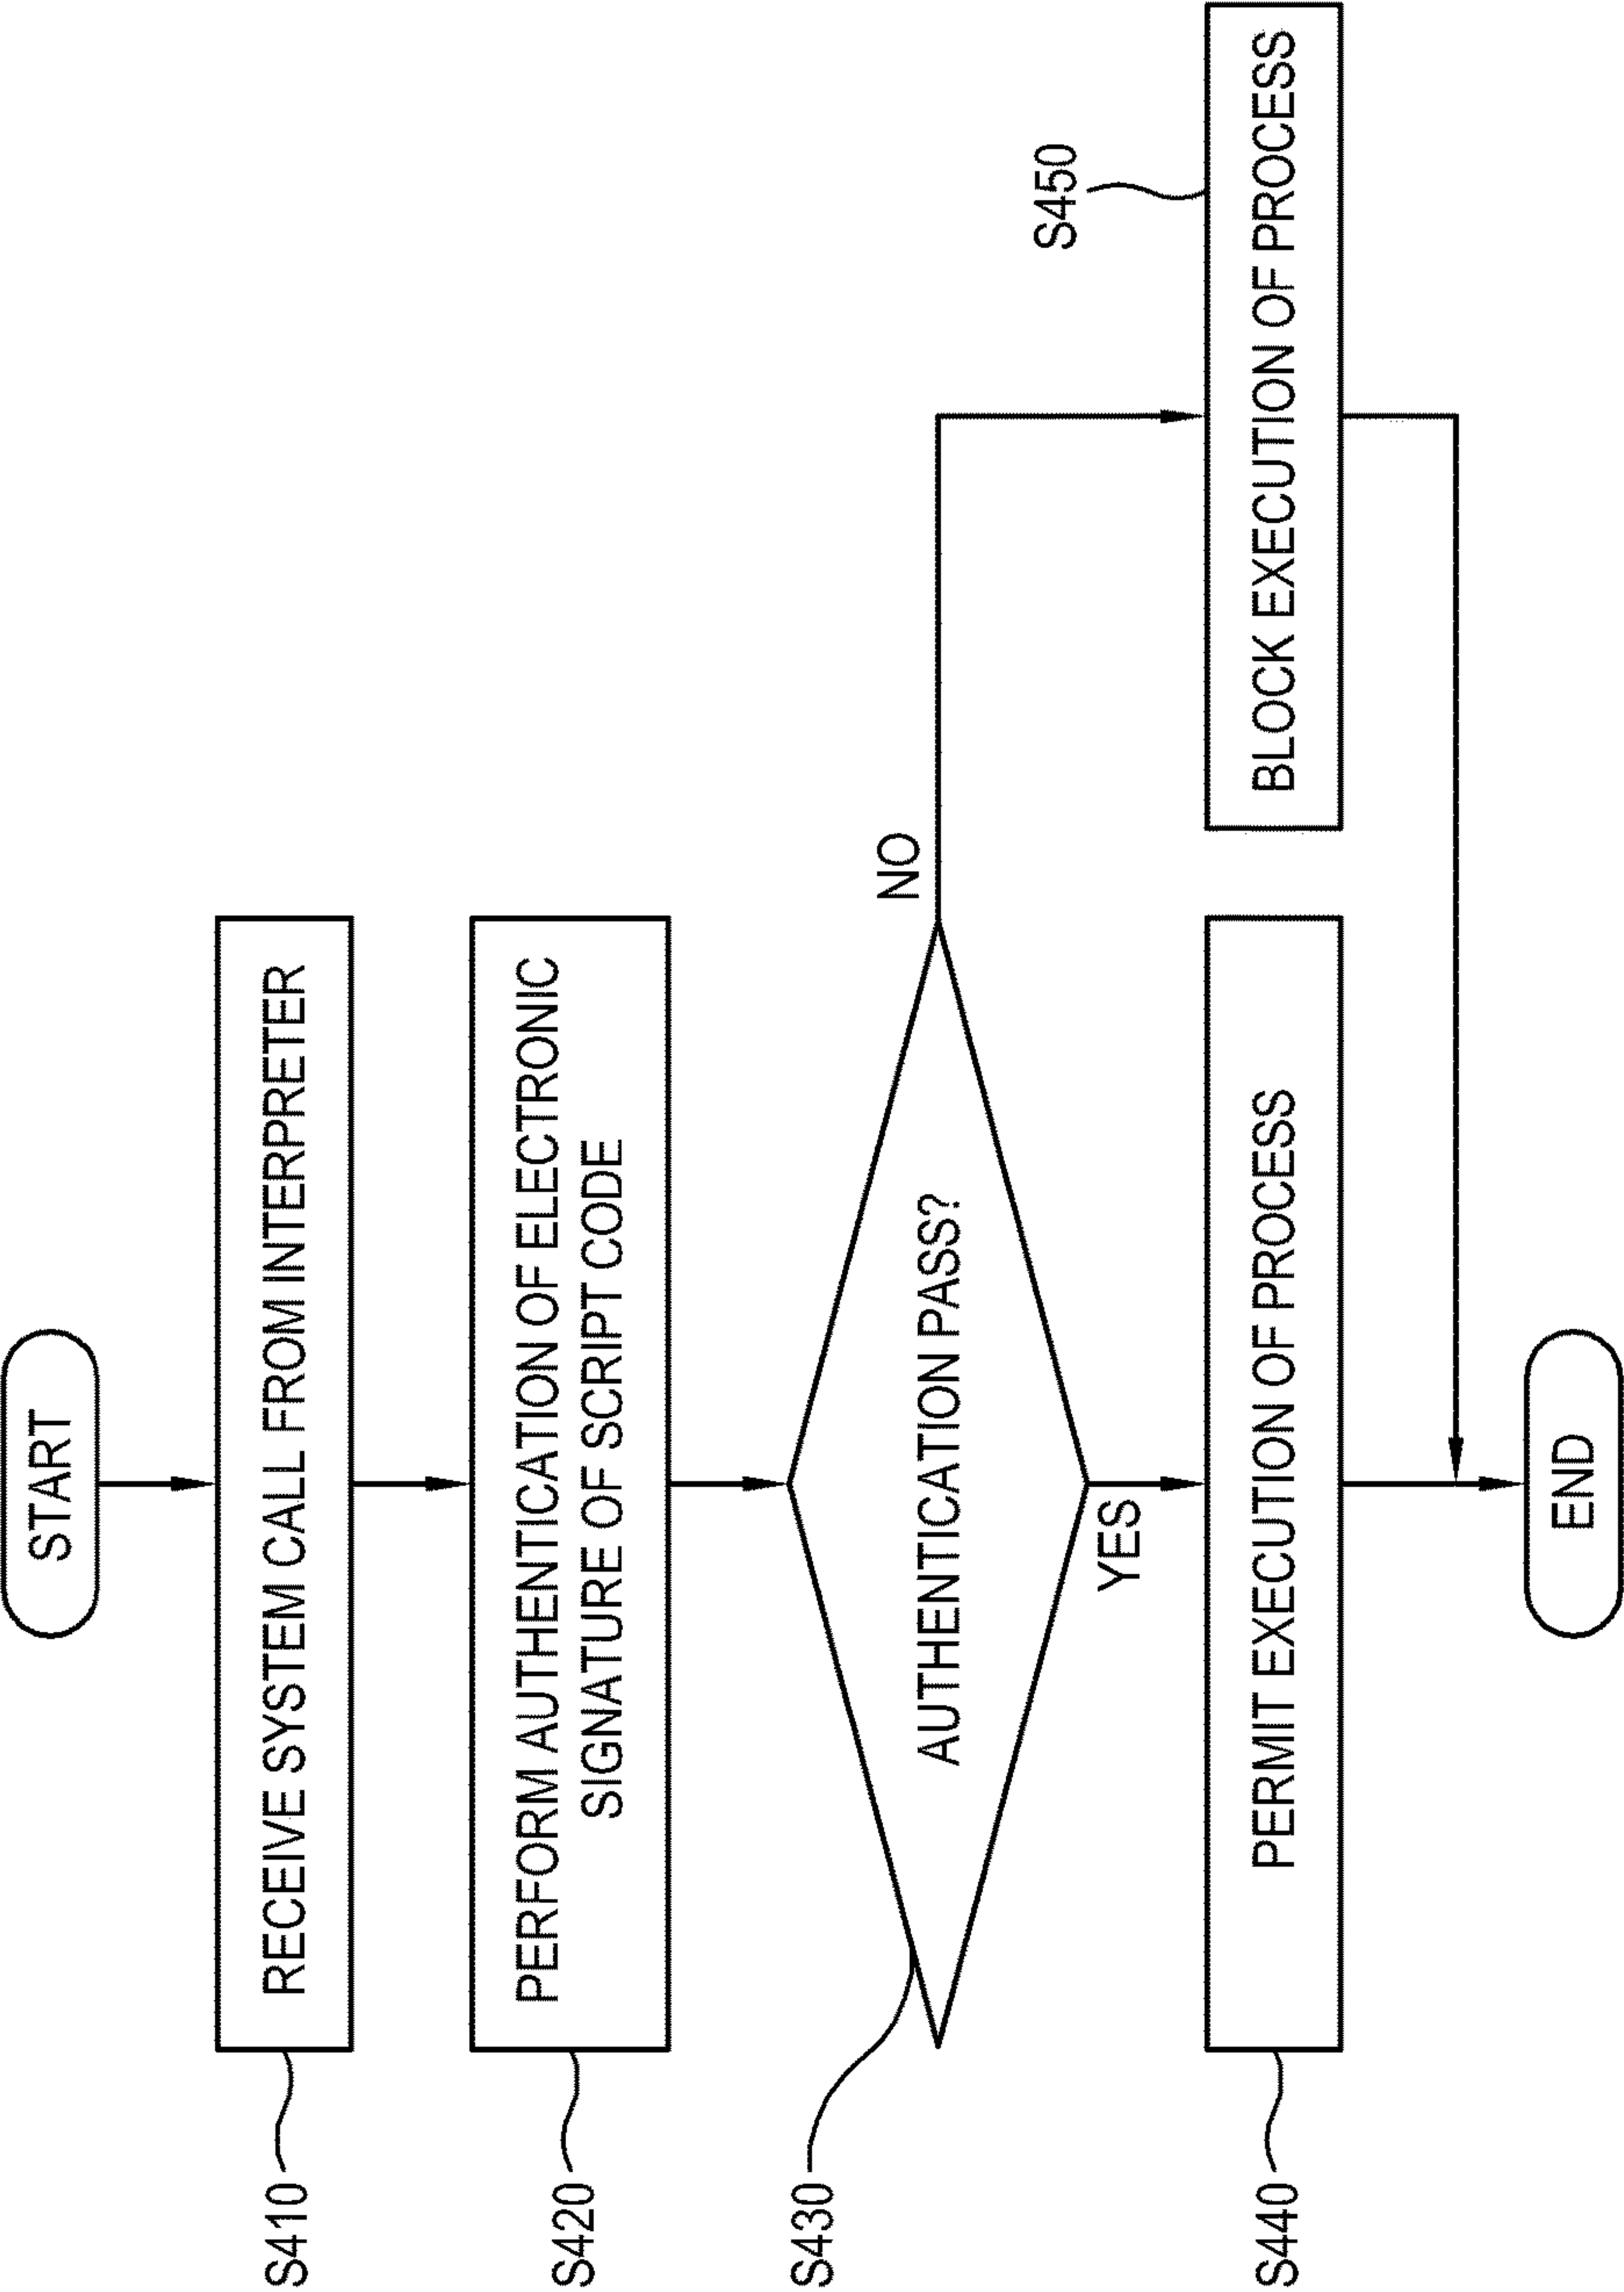 START
S410
RECEIVE SYSTEM CALL FROM INTERPRETER
S420
PERFORM AUTHENTICATION OF ELECTRONIC
SIGNATURE OF SCRIPT CODE
S430
AUTHENTICATION PASS?
NO
YES
S440
PERMIT EXECUTION OF PROCESS
S450
BLOCK EXECUTION OF PROCESS
END